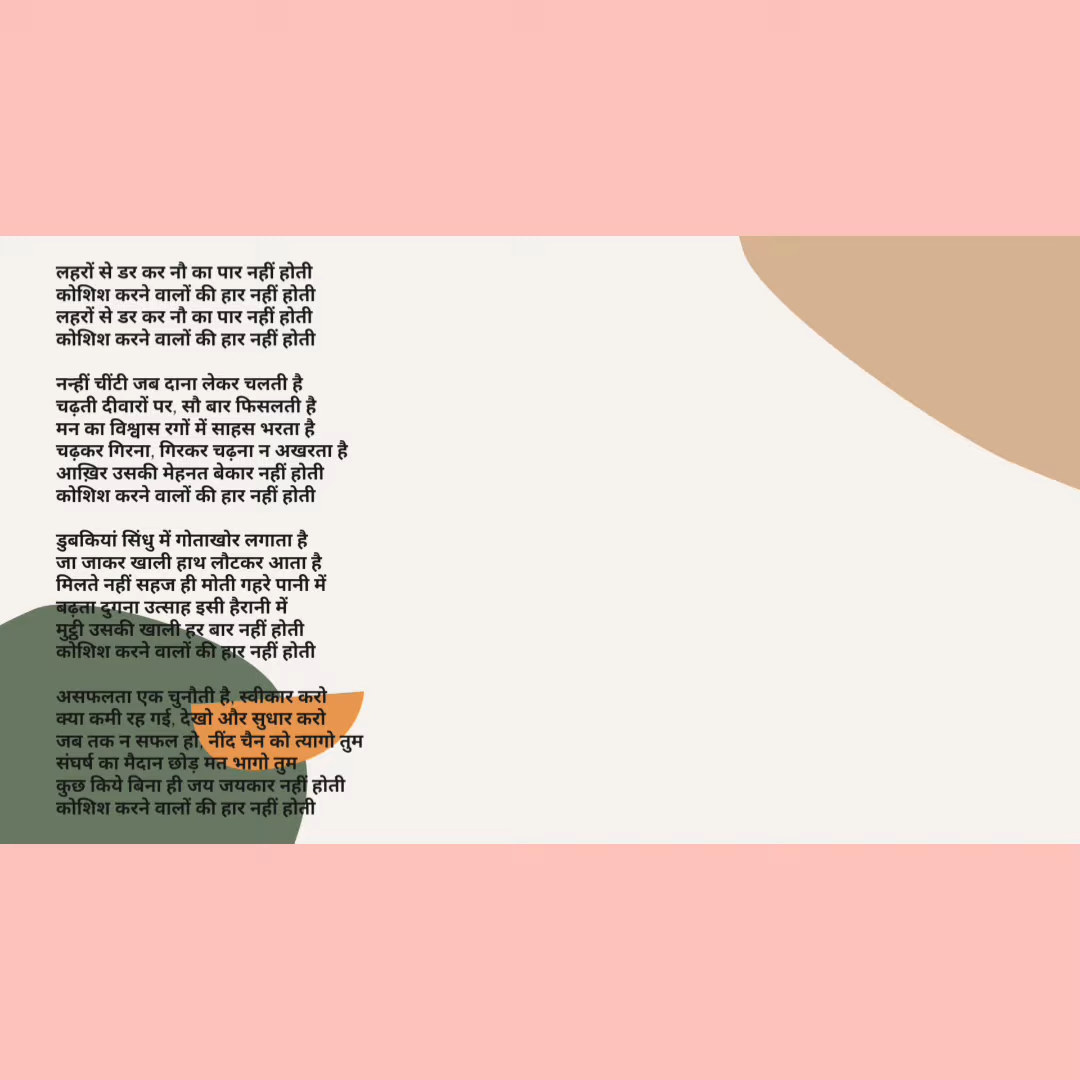 लहरों से डर कर नौ का पार नहीं होती
कोशिश करने वालों की हार नहीं होती
लहरों से डर कर नौ का पार नहीं होती
कोशिश करने वालों की हार नहीं होती

नन्हीं चींटी जब दाना लेकर चलती है
चढ़ती दीवारों पर, सौ बार फिसलती है
मन का विश्वास रगों में साहस भरता है
चढ़कर गिरना, गिरकर चढ़ना न अखरता है
आख़िर उसकी मेहनत बेकार नहीं होती
कोशिश करने वालों की हार नहीं होती

डुबकियां सिंधु में गोताखोर लगाता है
जा जाकर खाली हाथ लौटकर आता है
मिलते नहीं सहज ही मोती गहरे पानी में
बढ़ता दुगना उत्साह इसी हैरानी में
मुट्ठी उसकी खाली हर बार नहीं होती
कोशिश करने वालों की हार नहीं होती

असफलता एक चुनौती है, स्वीकार करो
क्या कमी रह गई, देखो और सुधार करो
जब तक न सफल हो, नींद चैन को त्यागो तुम
संघर्ष का मैदान छोड़ मत भागो तुम
कुछ किये बिना ही जय जयकार नहीं होती
कोशिश करने वालों की हार नहीं होती